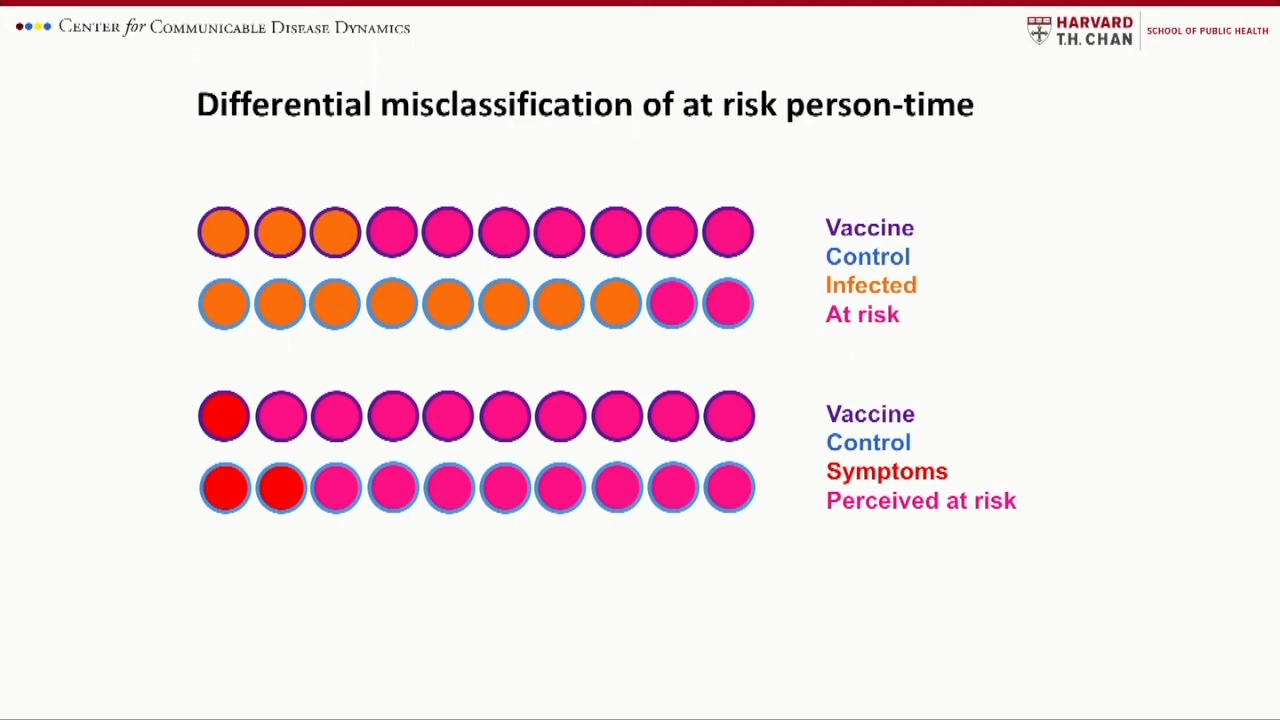 CENTER for COMMUNICABLE DISEASE DYNAMICS
HARVARD
T.H. CHAN
SCHOOL OF PUBLIC HEALTH
Differential misclassification of at risk person-time
Vaccine
Control
Infected
At risk
Vaccine
Control
Symptoms
Perceived at risk